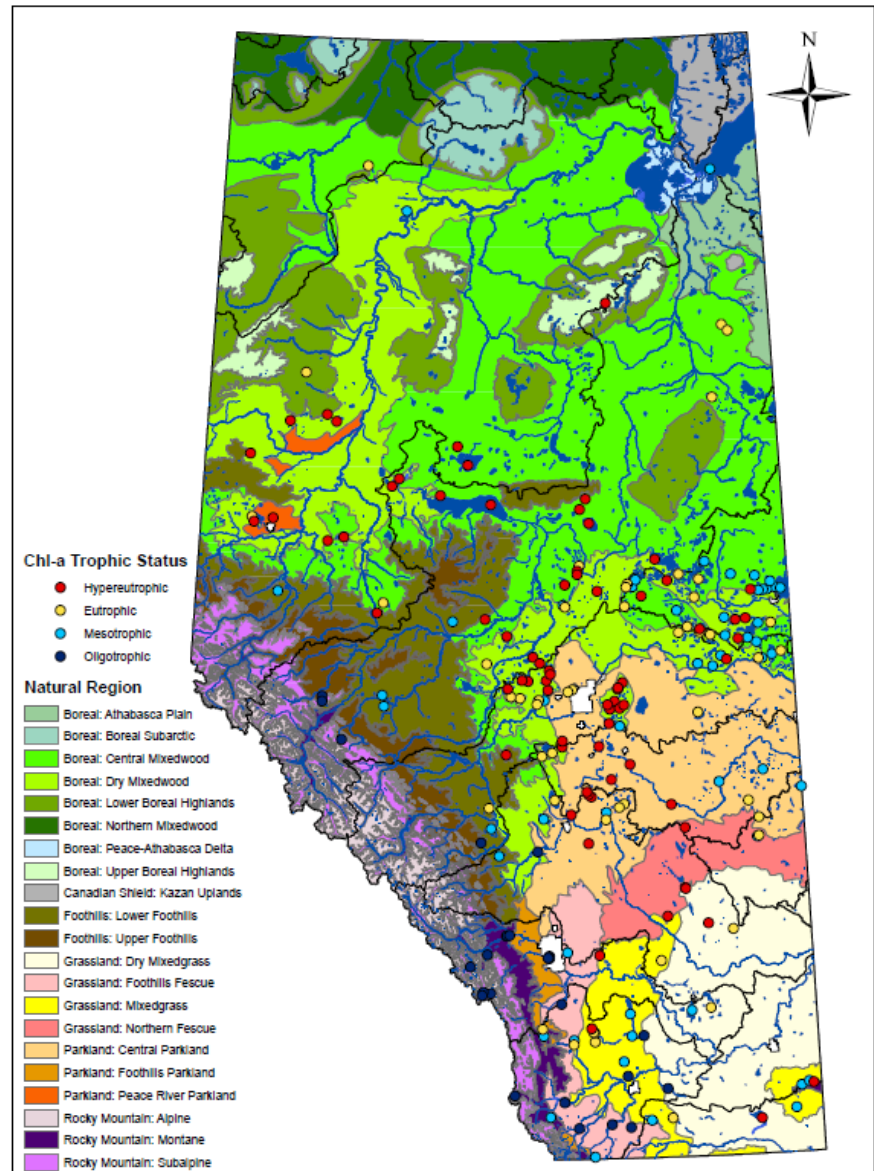 N
Chl-a Trophic Status
Hypereutrophic
Eutrophic
Mesotrophic
Oligotrophic
Natural Region
Boreal: Athabasca Plain
Boreal: Boreal Subarctic
Boreal: Central Mixedwood
Boreal: Dry Mixedwood
Boreal: Lower Boreal Highlands
Boreal: Northern Mixedwood
Boreal: Peace-Athabasca Delta
Boreal: Upper Boreal Highlands
Canadian Shield: Kazan Uplands
Foothills: Lower Foothills
Foothills: Upper Foothills
Grassland: Dry Mixedgrass
Grassland: Foothills Fescue
Grassland: Mixedgrass
Grassland: Northern Fescue
Parkland: Central Parkland
Parkland: Foothills Parkland
Parkland: Peace River Parkland
Rocky Mountain: Alpine
Rocky Mountain: Montane
Rocky Mountain: Subalpine